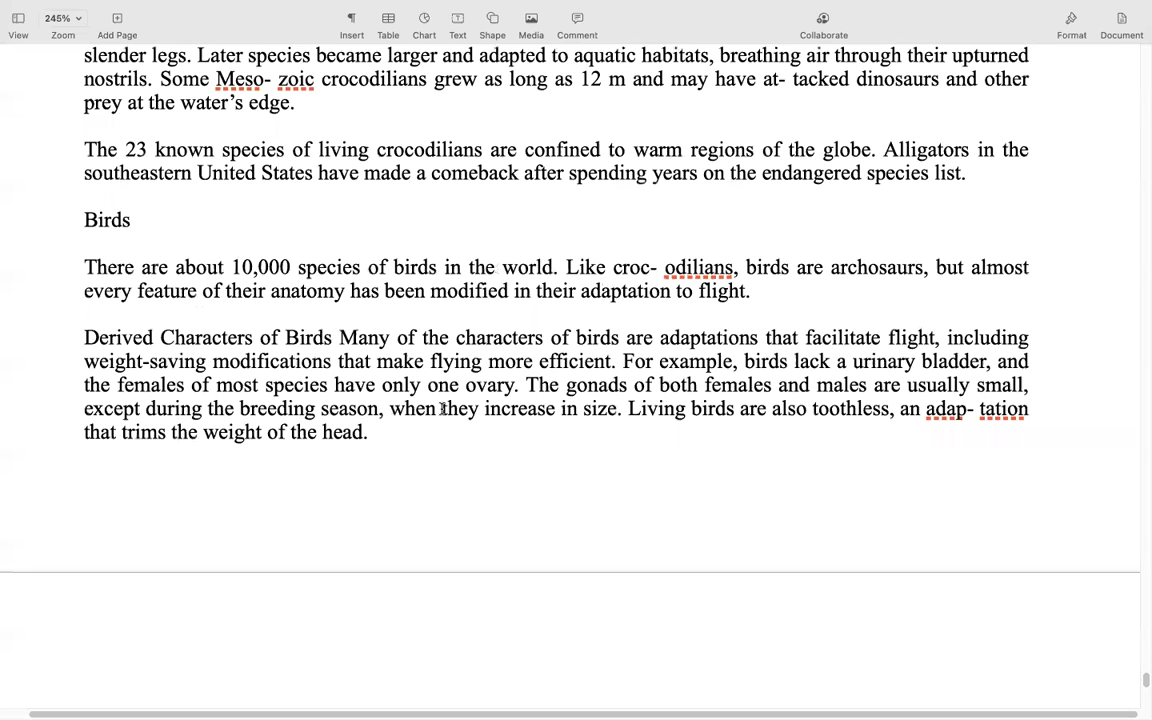 245%
View
Zoom
Add Page
Insert
Table
Chart
Text
Shape
Media
Comment
Collaborate
Format
Document
slender legs. Later species became larger and adapted to aquatic habitats, breathing air through their upturned
nostrils. Some Meso- zoic crocodilians grew as long as 12 m and may have at- tacked dinosaurs and other
prey at the water’s edge.
The 23 known species of living crocodilians are confined to warm regions of the globe. Alligators in the
southeastern United States have made a comeback after spending years on the endangered species list.
Birds
There are about 10,000 species of birds in the world. Like croc- odilians, birds are archosaurs, but almost
every feature of their anatomy has been modified in their adaptation to flight.
Derived Characters of Birds Many of the characters of birds are adaptations that facilitate flight, including
weight-saving modifications that make flying more efficient. For example, birds lack a urinary bladder, and
the females of most species have only one ovary. The gonads of both females and males are usually small,
except during the breeding season, when they increase in size. Living birds are also toothless, an adap- tation
that trims the weight of the head.